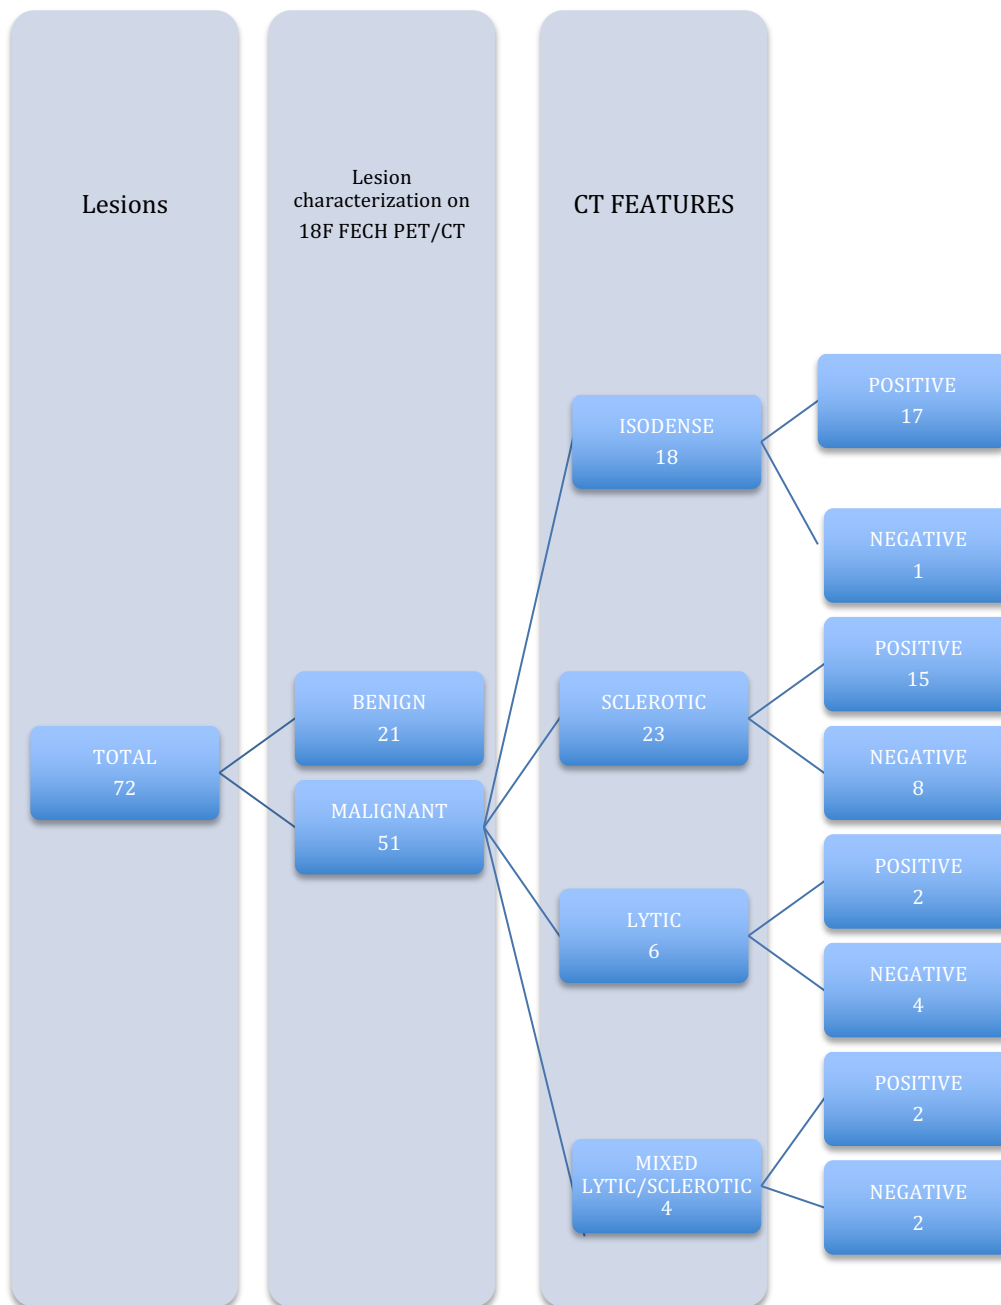 Lesions
Lesion
characterization on
18F FECH PET/CT
CT FEATURES
TOTAL
72
BENIGN
21
MALIGNANT
51
ISODENSE
18
POSITIVE
17
NEGATIVE
1
SCLEROTIC
23
POSITIVE
15
NEGATIVE
8
LYTIC
6
POSITIVE
2
NEGATIVE
4
MIXED
LYTIC/SCLEROTIC
4
POSITIVE
2
NEGATIVE
2